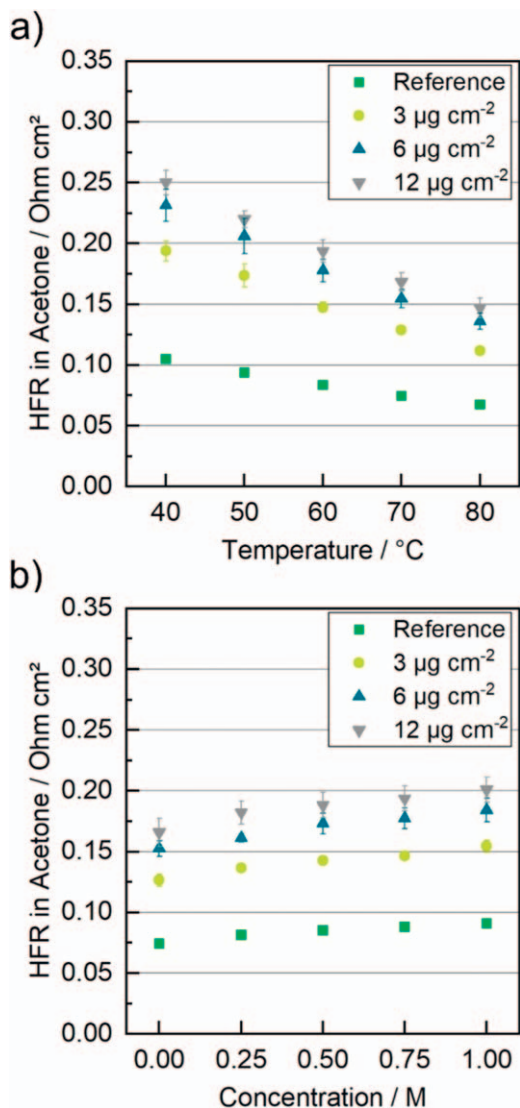 a)
HFR in Acetone / Ohm cm²
0.35
0.30
0.25
0.20
0.15
0.10
0.05
0.00
Reference
3 µg cm⁻²
6 µg cm⁻²
12 µg cm⁻²
40 50 60 70 80
Temperature / °C
b)
HFR in Acetone / Ohm cm²
0.35
0.30
0.25
0.20
0.15
0.10
0.05
0.00
Reference
3 µg cm⁻²
6 µg cm⁻²
12 µg cm⁻²
0.00 0.25 0.50 0.75 1.00
Concentration / M